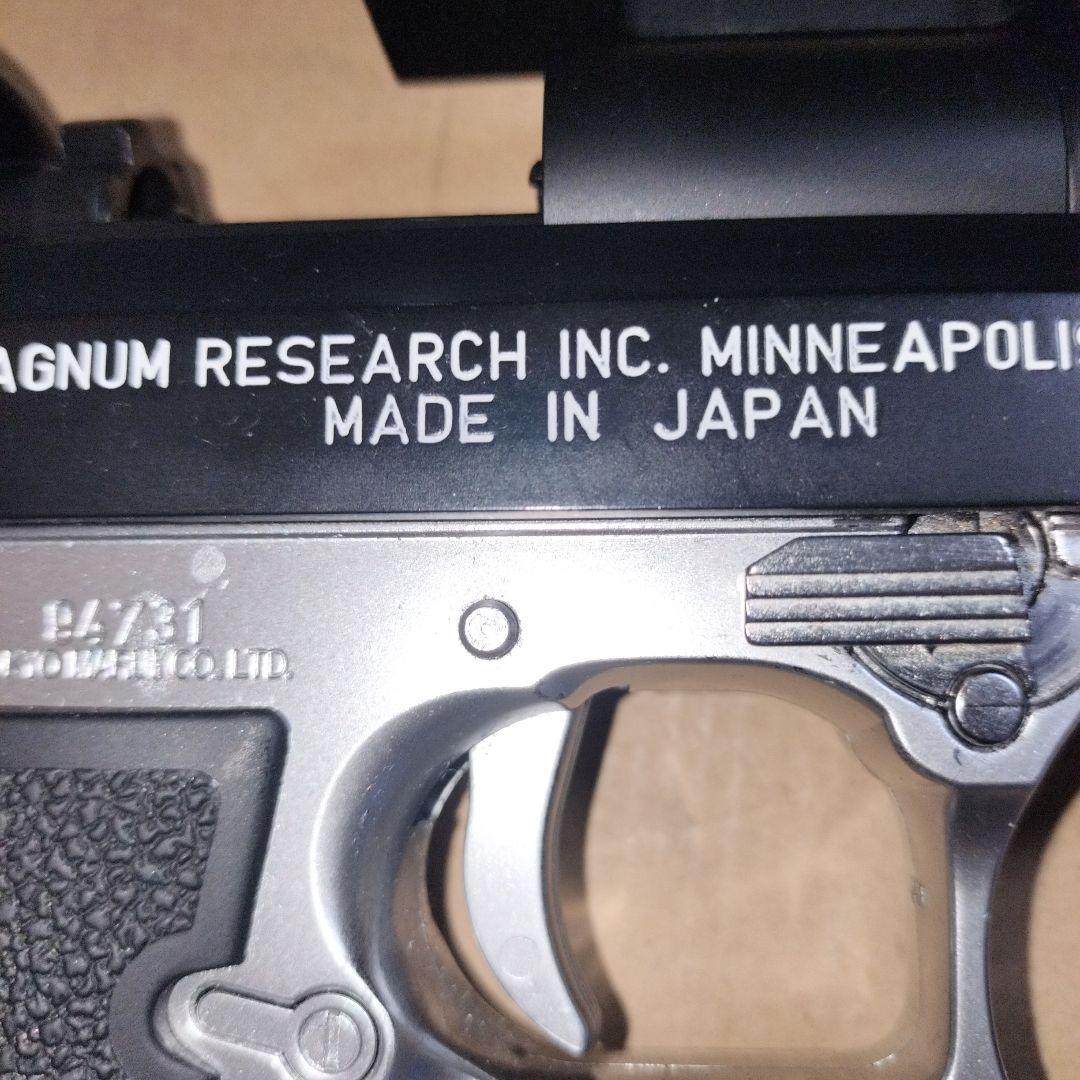 AGNUM RESEARCH INC. MINNEAPOLIS
MADE IN JAPAN
94731
CO., LTD.